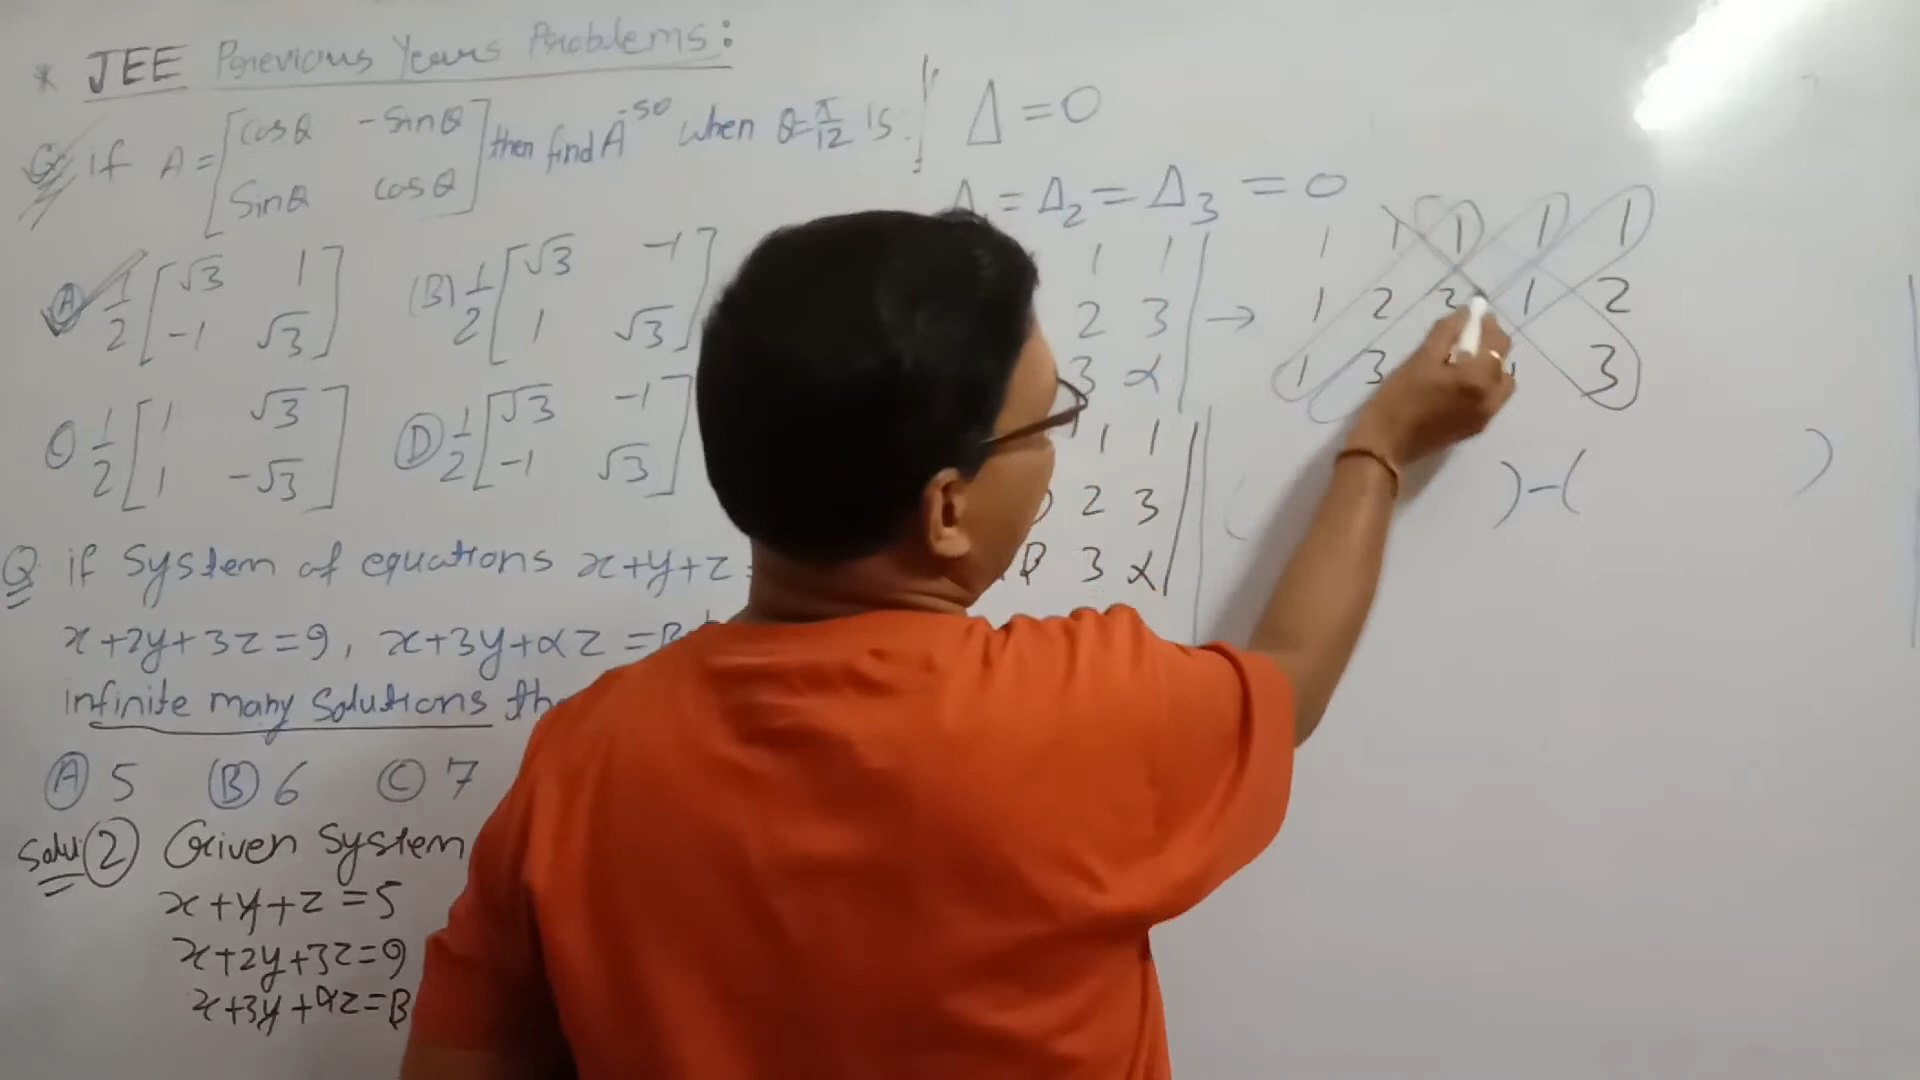 * JEE Previous Years Problems:
Q if A = [cosθ -sinθ
sinθ cosθ] then find A^-50 when θ = π/12 is.
(A) 1/2 [√3 1
-1 √3]
(B) 1/2 [√3 -1
1 √3]
(C) 1/2 [1 √3
1 -√3]
(D) 1/2 [√3 -1
-1 √3]
Q if System of equations x+y+z
x+2y+3z=9, x+3y+αz=β
infinite many solutions
(A) 5 (B) 6 (C) 7
Solu (2) Given System
x+y+z=5
x+2y+3z=9
x+3y+αz=β
Δ=0
= Δ2 = Δ3 = 0
1 1 |
2 3 | →
3 α |
1 1 |
2 3 |
β 3 α |
1 1 1 1 1
1 2 3 1 2
1 3 3
( )-( )